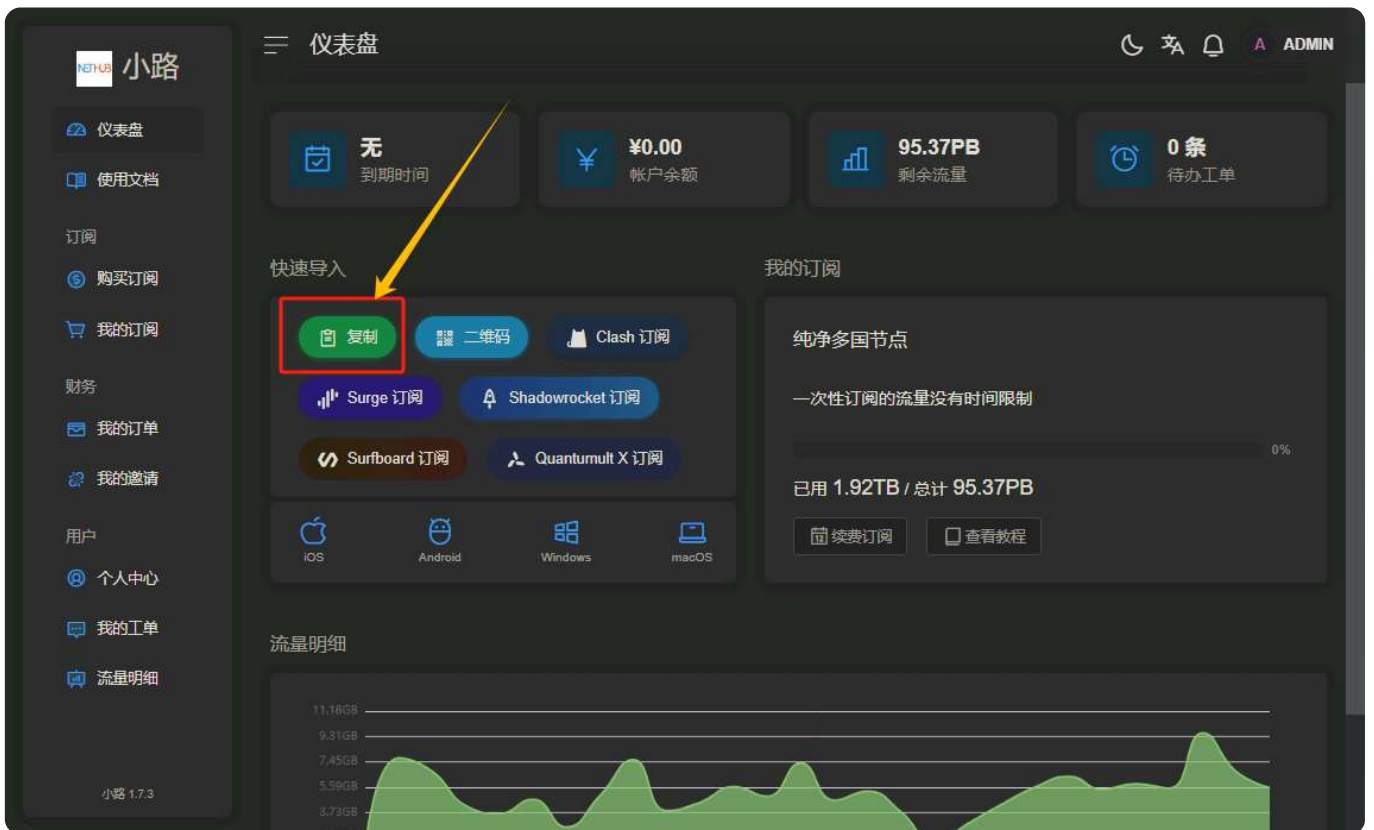 NETHUB 小路
仪表盘
ADMIN
A
仪表盘
使用文档
订阅
购买订阅
我的订阅
财务
我的订单
我的邀请
用户
个人中心
我的工单
流量明细
小路 1.7.3
无
到期时间
¥0.00
帐户余额
95.37PB
剩余流量
0 条
待办工单
快速导入
复制
二维码
Clash 订阅
Surge 订阅
Shadowrocket 订阅
Surfboard 订阅
Quantumult X 订阅
iOS
Android
Windows
macOS
我的订阅
纯净多国节点
一次性订阅的流量没有时间限制
0%
已用 1.92TB / 总计 95.37PB
续费订阅
查看教程
流量明细
11.18GB
9.31GB
7.45GB
5.59GB
3.73GB